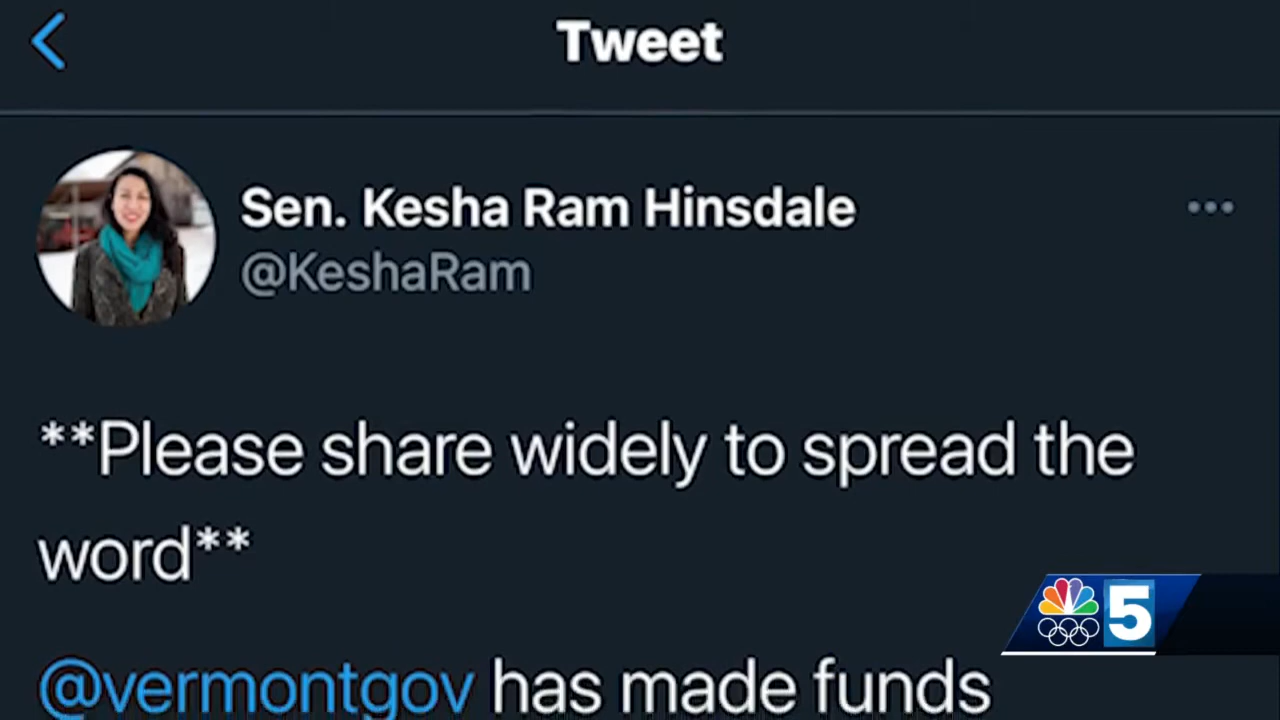 Tweet
Sen. Kesha Ram Hinsdale
@KeshaRam
**Please share widely to spread the
word**
@vermontgov has made funds
5